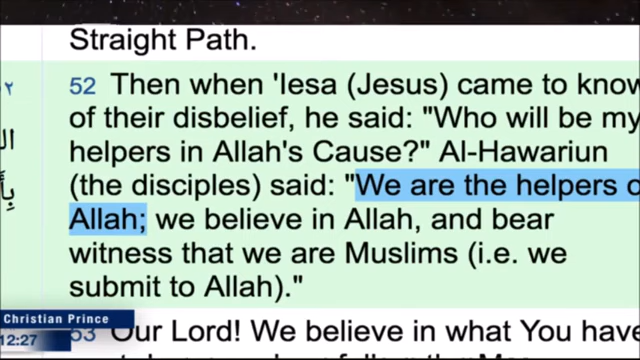 Straight Path.
52 Then when 'Iesa (Jesus) came to know
of their disbelief, he said: "Who will be my
helpers in Allah's Cause?" Al-Hawariun
(the disciples) said: "We are the helpers o
Allah; we believe in Allah, and bear
witness that we are Muslims (i.e. we
submit to Allah)."
Christian Prince
12:27
53 Our Lord! We believe in what You have